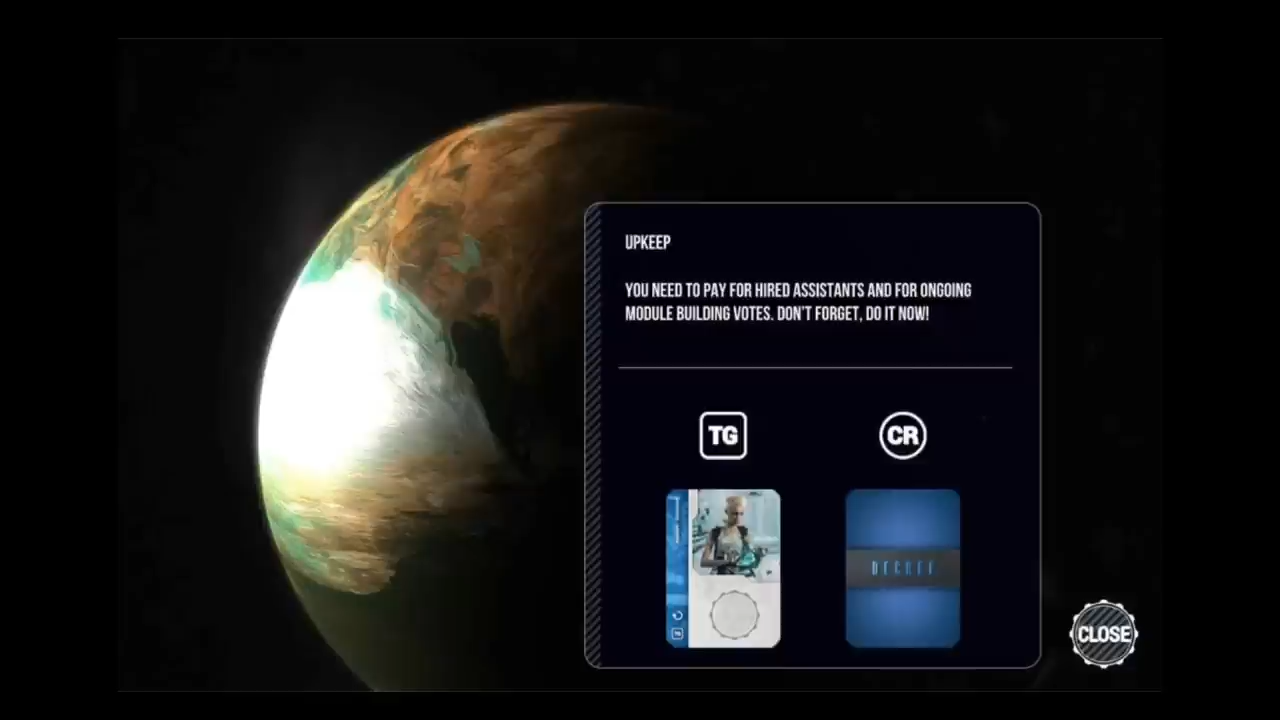 UPKEEP
YOU NEED TO PAY FOR HIRED ASSISTANTS AND FOR ONGOING
MODULE BUILDING VOTES. DON'T FORGET, DO IT NOW!
TG
CR
DECREE
TG
CLOSE